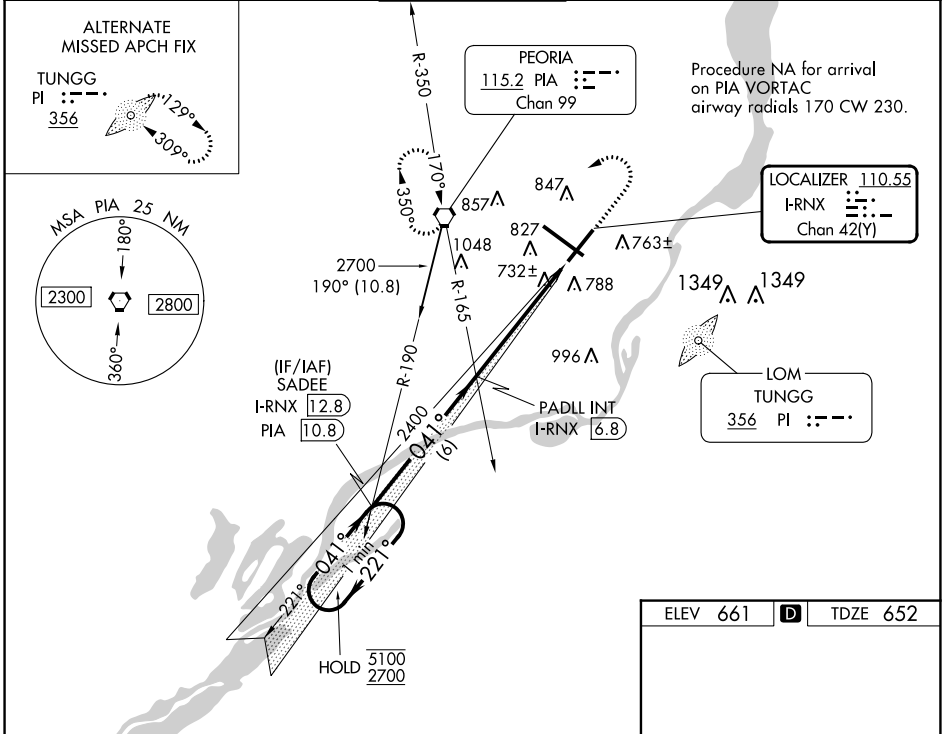 ALTERNATE
MISSED APCH FIX
TUNGG
PI
356
129°
309°
MSA PIA 25 NM
180°
2300
2800
360°
R-350
PEORIA
115.2 PIA
Chan 99
Procedure NA for arrival
on PIA VORTAC
airway radials 170 CW 230.
LOCALIZER 110.55
I-RNX
Chan 42(Y)
170°
350°
857
847
827
1048
732±
763±
788
1349 1349
996
2700
190° (10.8)
R-165
R-190
(IF/IAF)
SADEE
I-RNX 12.8
PIA 10.8
2400
041°
(6)
PADLL INT
I-RNX 6.8
LOM
TUNGG
356 PI
041°
1 min
221°
221°
HOLD 5100
2700
ELEV 661 D TDZE 652